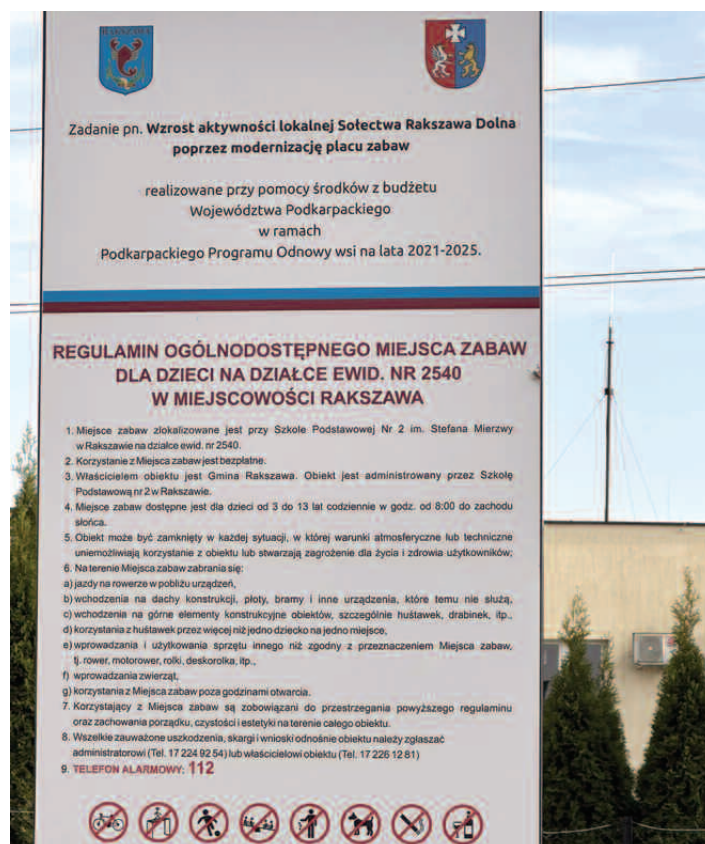 RAKSZAWA
Zadanie pn. Wzrost aktywności lokalnej Sołectwa Rakszawa Dolna
poprzez modernizację placu zabaw
realizowane przy pomocy środków z budżetu
Województwa Podkarpackiego
w ramach
Podkarpackiego Programu Odnowy wsi na lata 2021-2025.
REGULAMIN OGÓLNODOSTĘPNEGO MIEJSCA ZABAW
DLA DZIECI NA DZIAŁCE EWID. NR 2540
W MIEJSCOWOŚCI RAKSZAWA
1. Miejsce zabaw zlokalizowane jest przy Szkole Podstawowej Nr 2 im. Stefana Mierzwy
w Rakszawie na działce ewid. nr 2540.
2. Korzystanie z Miejsca zabaw jest bezpłatne.
3. Właścicielem obiektu jest Gmina Rakszawa. Obiekt jest administrowany przez Szkołę
Podstawową nr 2 w Rakszawie.
4. Miejsce zabaw dostępne jest dla dzieci od 3 do 13 lat codziennie w godz. od 8:00 do zachodu
słońca.
5. Obiekt może być zamknięty w każdej sytuacji, w której warunki atmosferyczne lub techniczne
uniemożliwiają korzystanie z obiektu lub stwarzają zagrożenie dla życia i zdrowia użytkowników;
6. Na terenie Miejsca zabaw zabrania się:
a) jazdy na rowerze w pobliżu urządzeń,
b) wchodzenia na dachy konstrukcji, płoty, bramy i inne urządzenia, które temu nie służą,
c) wchodzenia na górne elementy konstrukcyjne obiektów, szczególnie huśtawek, drabinek, itp.,
d) korzystania z huśtawek przez więcej niż jedno dziecko na jedno miejsce,
e) wprowadzania i użytkowania sprzętu innego niż zgodny z przeznaczeniem Miejsca zabaw,
tj. rower, motorower, rolki, deskorolka, itp.,
f) wprowadzania zwierząt,
g) korzystania z Miejsca zabaw poza godzinami otwarcia.
7. Korzystający z Miejsca zabaw są zobowiązani do przestrzegania powyższego regulaminu
oraz zachowania porządku, czystości i estetyki na terenie całego obiektu.
8. Wszelkie zauważone uszkodzenia, skargi i wnioski odnośnie obiektu należy zgłaszać
administratorowi (Tel. 17 224 92 54) lub właścicielowi obiektu (Tel. 17 226 12 81)
9. TELEFON ALARMOWY: 112